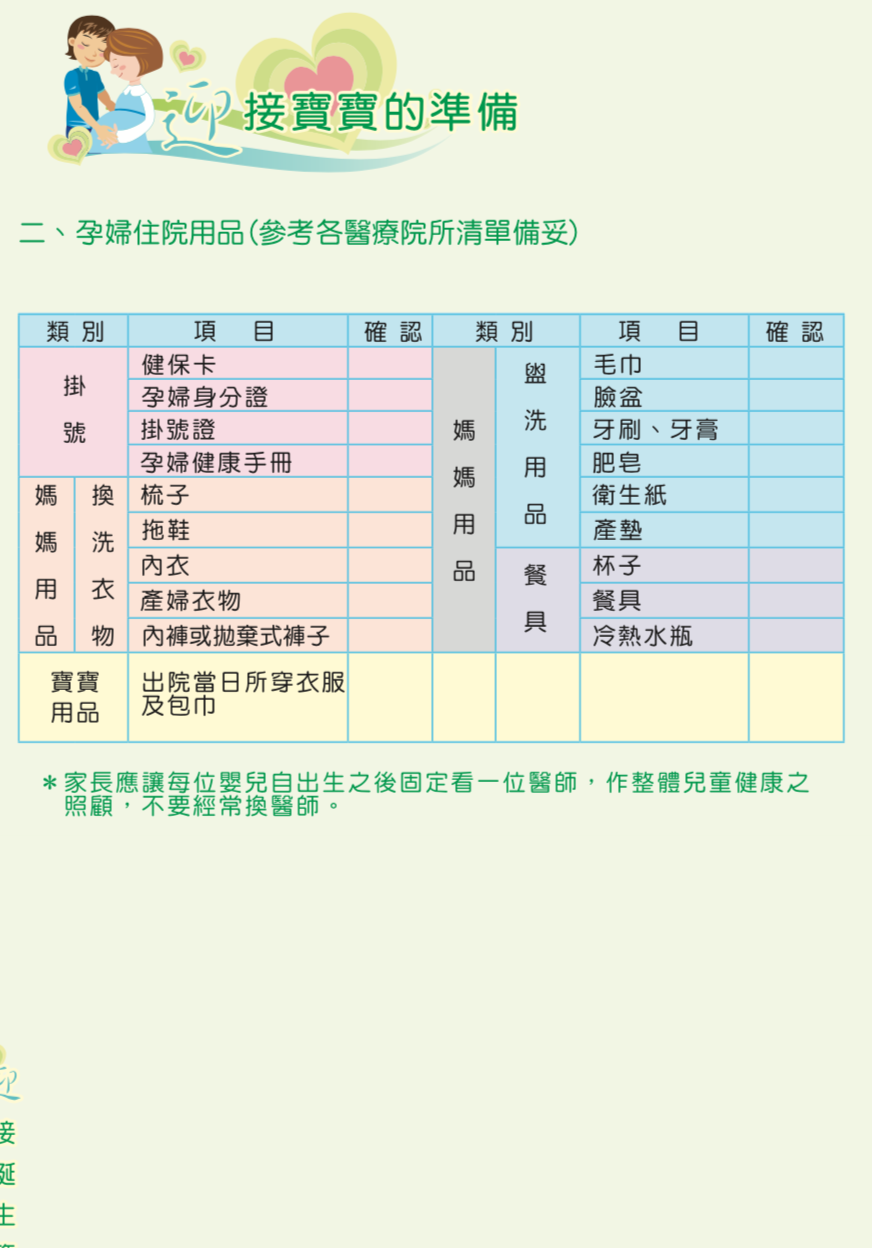 迎接寶寶的準備
二、孕婦住院用品(參考各醫療院所清單備妥)
類別 項目 確認 類別 項目 確認
掛號
健保卡
孕婦身分證
掛號證
孕婦健康手冊
媽媽用品
換洗衣物
梳子
拖鞋
內衣
產婦衣物
內褲或拋棄式褲子
媽媽用品
盥洗用品
毛巾
臉盆
牙刷、牙膏
肥皂
衛生紙
產墊
餐具
杯子
餐具
冷熱水瓶
寶寶
用品
出院當日所穿衣服
及包巾
＊家長應讓每位嬰兒自出生之後固定看一位醫師，作整體兒童健康之
照顧，不要經常換醫師。
迎
接
誕
生